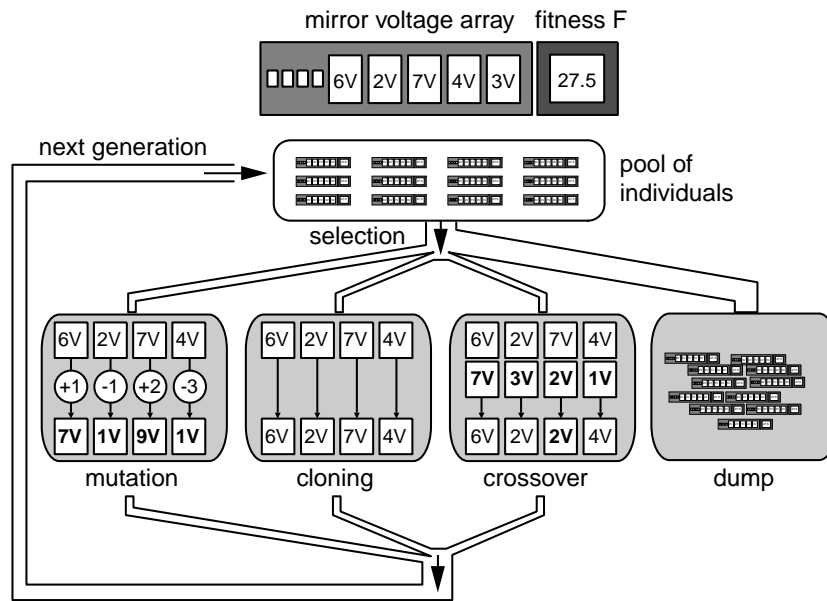 mirror voltage array
fitness F
6V 2V 7V 4V 3V
27.5
next generation
pool of
individuals
selection
6V 2V 7V 4V
+1 -1 +2 -3
7V 1V 9V 1V
mutation
6V 2V 7V 4V
6V 2V 7V 4V
cloning
6V 2V 7V 4V
7V 3V 2V 1V
6V 2V 2V 4V
crossover
dump